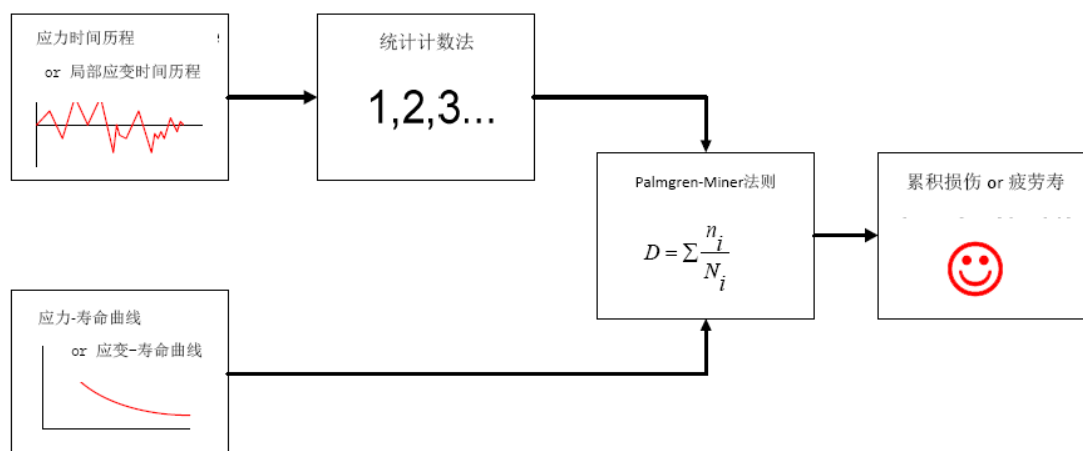 应力时间历程
or 局部应变时间历程
统计计数法
1,2,3...
Palmgren-Miner法则
D = Σ n_i / N_i
累积损伤 or 疲劳寿
应力-寿命曲线
or 应变-寿命曲线